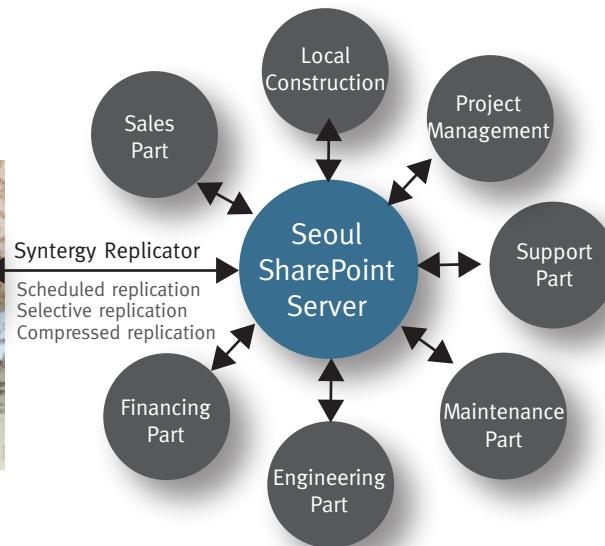 Local
Construction
Project
Management
Sales
Part
Seoul
SharePoint
Server
Support
Part
Syntergy Replicator
Scheduled replication
Selective replication
Compressed replication
Financing
Part
Maintenance
Part
Engineering
Part